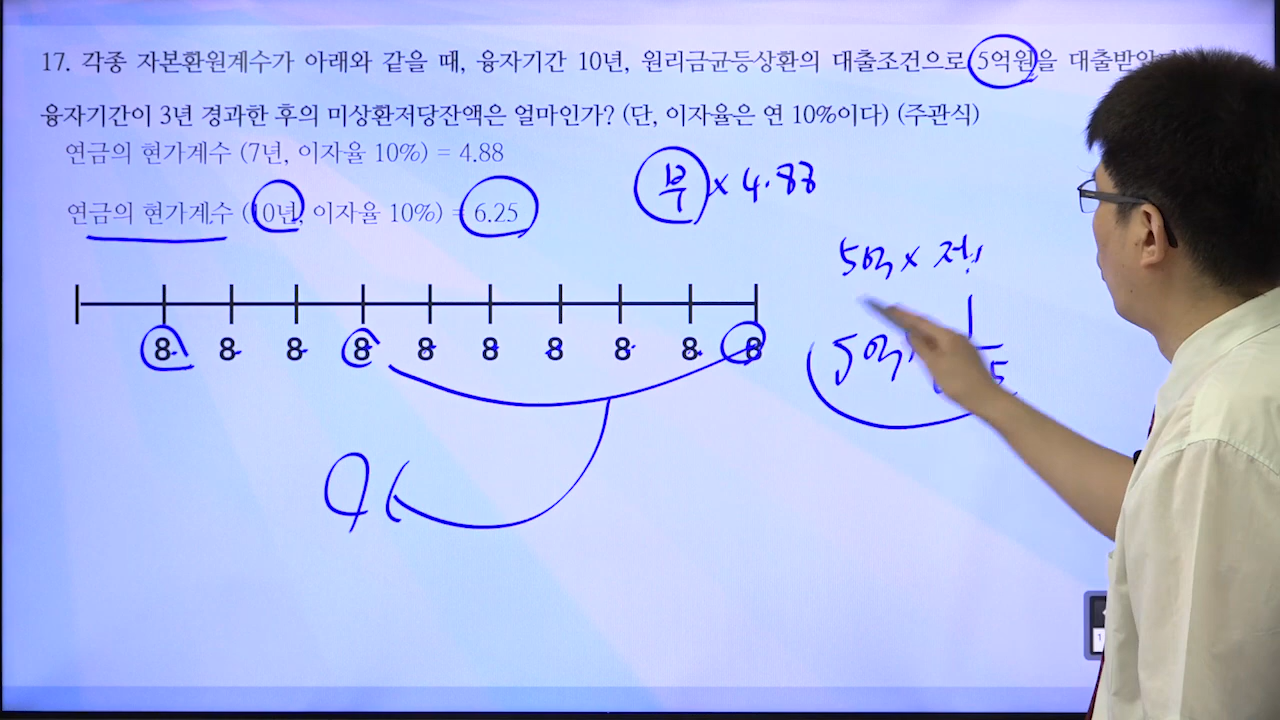 17. 각종 자본환원계수가 아래와 같을 때, 융자기간 10년, 원리금균등상환의 대출조건으로 5억원을 대출받았
융자기간이 3년 경과한 후의 미상환저당잔액은 얼마인가? (단, 이자율은 연 10%이다) (주관식)
연금의 현가계수 (7년, 이자율 10%) = 4.88
부 × 4.88
연금의 현가계수 (10년, 이자율 10%) = 6.25
5억 × 저
8 8 8 8 8 8 8 8 8 8
5억 1 5